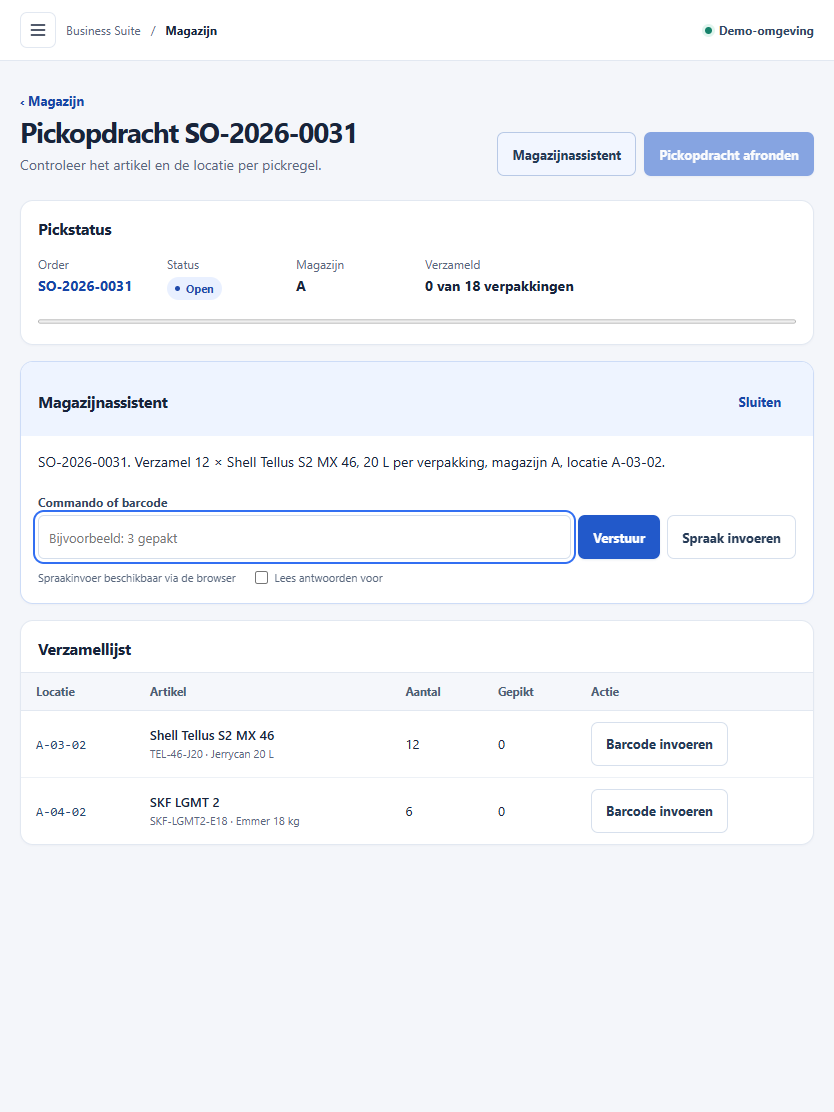 Business Suite / Magazijn
Demo-omgeving
‹ Magazijn
Pickopdracht SO-2026-0031
Controleer het artikel en de locatie per pickregel.
Magazijnassistent
Pickopdracht afronden
Pickstatus
Order Status Magazijn Verzameld
SO-2026-0031 Open A 0 van 18 verpakkingen
Magazijnassistent
Sluiten
SO-2026-0031. Verzamel 12 × Shell Tellus S2 MX 46, 20 L per verpakking, magazijn A, locatie A-03-02.
Commando of barcode
Bijvoorbeeld: 3 gepakt
Verstuur
Spraak invoeren
Spraakinvoer beschikbaar via de browser
Lees antwoorden voor
Verzamellijst
Locatie Artikel Aantal Gepikt Actie
A-03-02 Shell Tellus S2 MX 46 12 0 Barcode invoeren
TEL-46-J20 · Jerrycan 20 L
A-04-02 SKF LGMT 2 6 0 Barcode invoeren
SKF-LGMT2-E18 · Emmer 18 kg